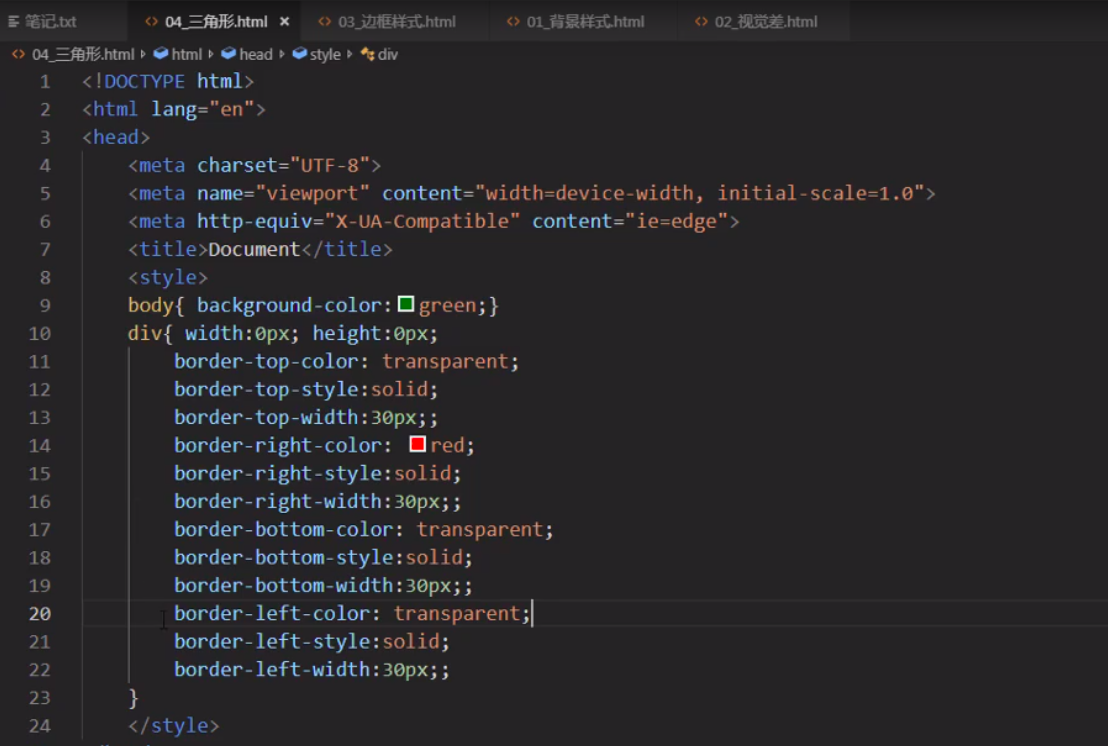 笔记.txt 04_三角形.html × 03_边框样式.html 01_背景样式.html 02_视觉差.html
04_三角形.html html head style div
1 <!DOCTYPE html>
2 <html lang="en">
3 <head>
4 <meta charset="UTF-8">
5 <meta name="viewport" content="width=device-width, initial-scale=1.0">
6 <meta http-equiv="X-UA-Compatible" content="ie=edge">
7 <title>Document</title>
8 <style>
9 body{ background-color:green;}
10 div{ width:0px; height:0px;
11 border-top-color: transparent;
12 border-top-style:solid;
13 border-top-width:30px;;
14 border-right-color: red;
15 border-right-style:solid;
16 border-right-width:30px;;
17 border-bottom-color: transparent;
18 border-bottom-style:solid;
19 border-bottom-width:30px;;
20 border-left-color: transparent;
21 border-left-style:solid;
22 border-left-width:30px;;
23 }
24 </style>